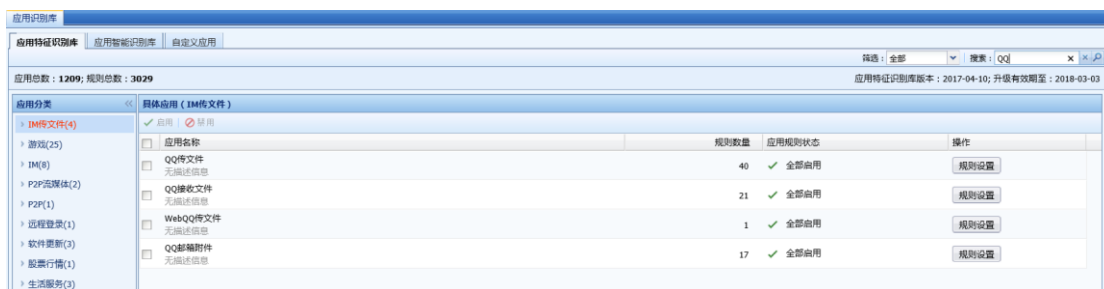 应用识别库
应用特征识别库 应用智能识别库 自定义应用
筛选：全部 搜索：QQ
应用总数：1209; 规则总数：3029 应用特征识别库版本：2017-04-10; 升级有效期至：2018-03-03
应用分类 具体应用（IM传文件）
IM传文件(4) 启用 禁用
游戏(25) 应用名称 规则数量 应用规则状态 操作
IM(8) QQ传文件 40 全部启用 规则设置
无描述信息
P2P流媒体(2) QQ接收文件 21 全部启用 规则设置
P2P(1) 无描述信息
远程登录(1) WebQQ传文件 1 全部启用 规则设置
无描述信息
软件更新(3) QQ邮箱附件 17 全部启用 规则设置
股票行情(1) 无描述信息
生活服务(3)